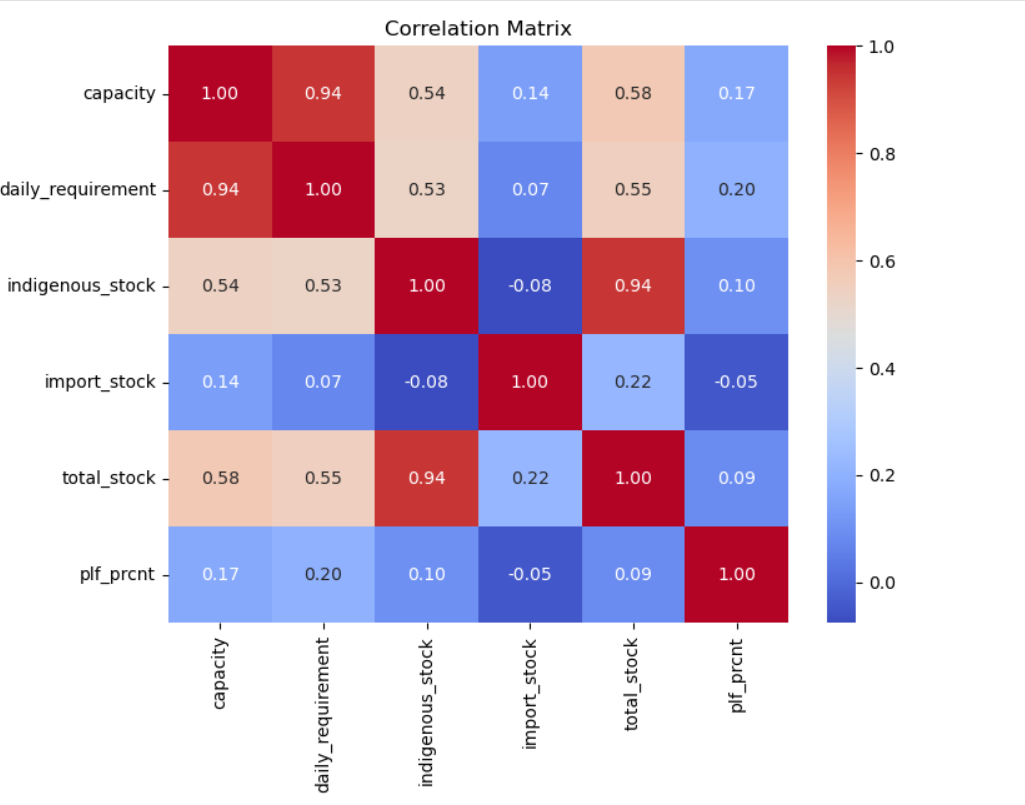 Correlation Matrix
capacity 1.00 0.94 0.54 0.14 0.58 0.17
daily_requirement 0.94 1.00 0.53 0.07 0.55 0.20
indigenous_stock 0.54 0.53 1.00 -0.08 0.94 0.10
import_stock 0.14 0.07 -0.08 1.00 0.22 -0.05
total_stock 0.58 0.55 0.94 0.22 1.00 0.09
plf_prcnt 0.17 0.20 0.10 -0.05 0.09 1.00
capacity
daily_requirement
indigenous_stock
import_stock
total_stock
plf_prcnt
1.0
0.8
0.6
0.4
0.2
0.0